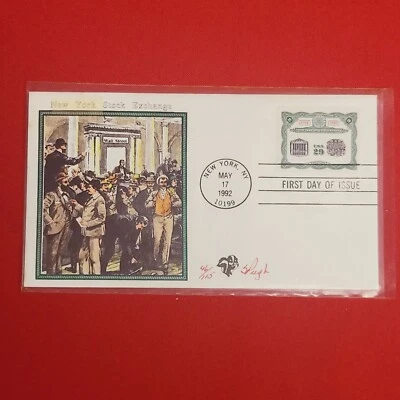 New York Stock Exchange
Wall Street
USA
29
NEW YORK, NY
MAY
17
1992
10199
FIRST DAY OF ISSUE
Pugh